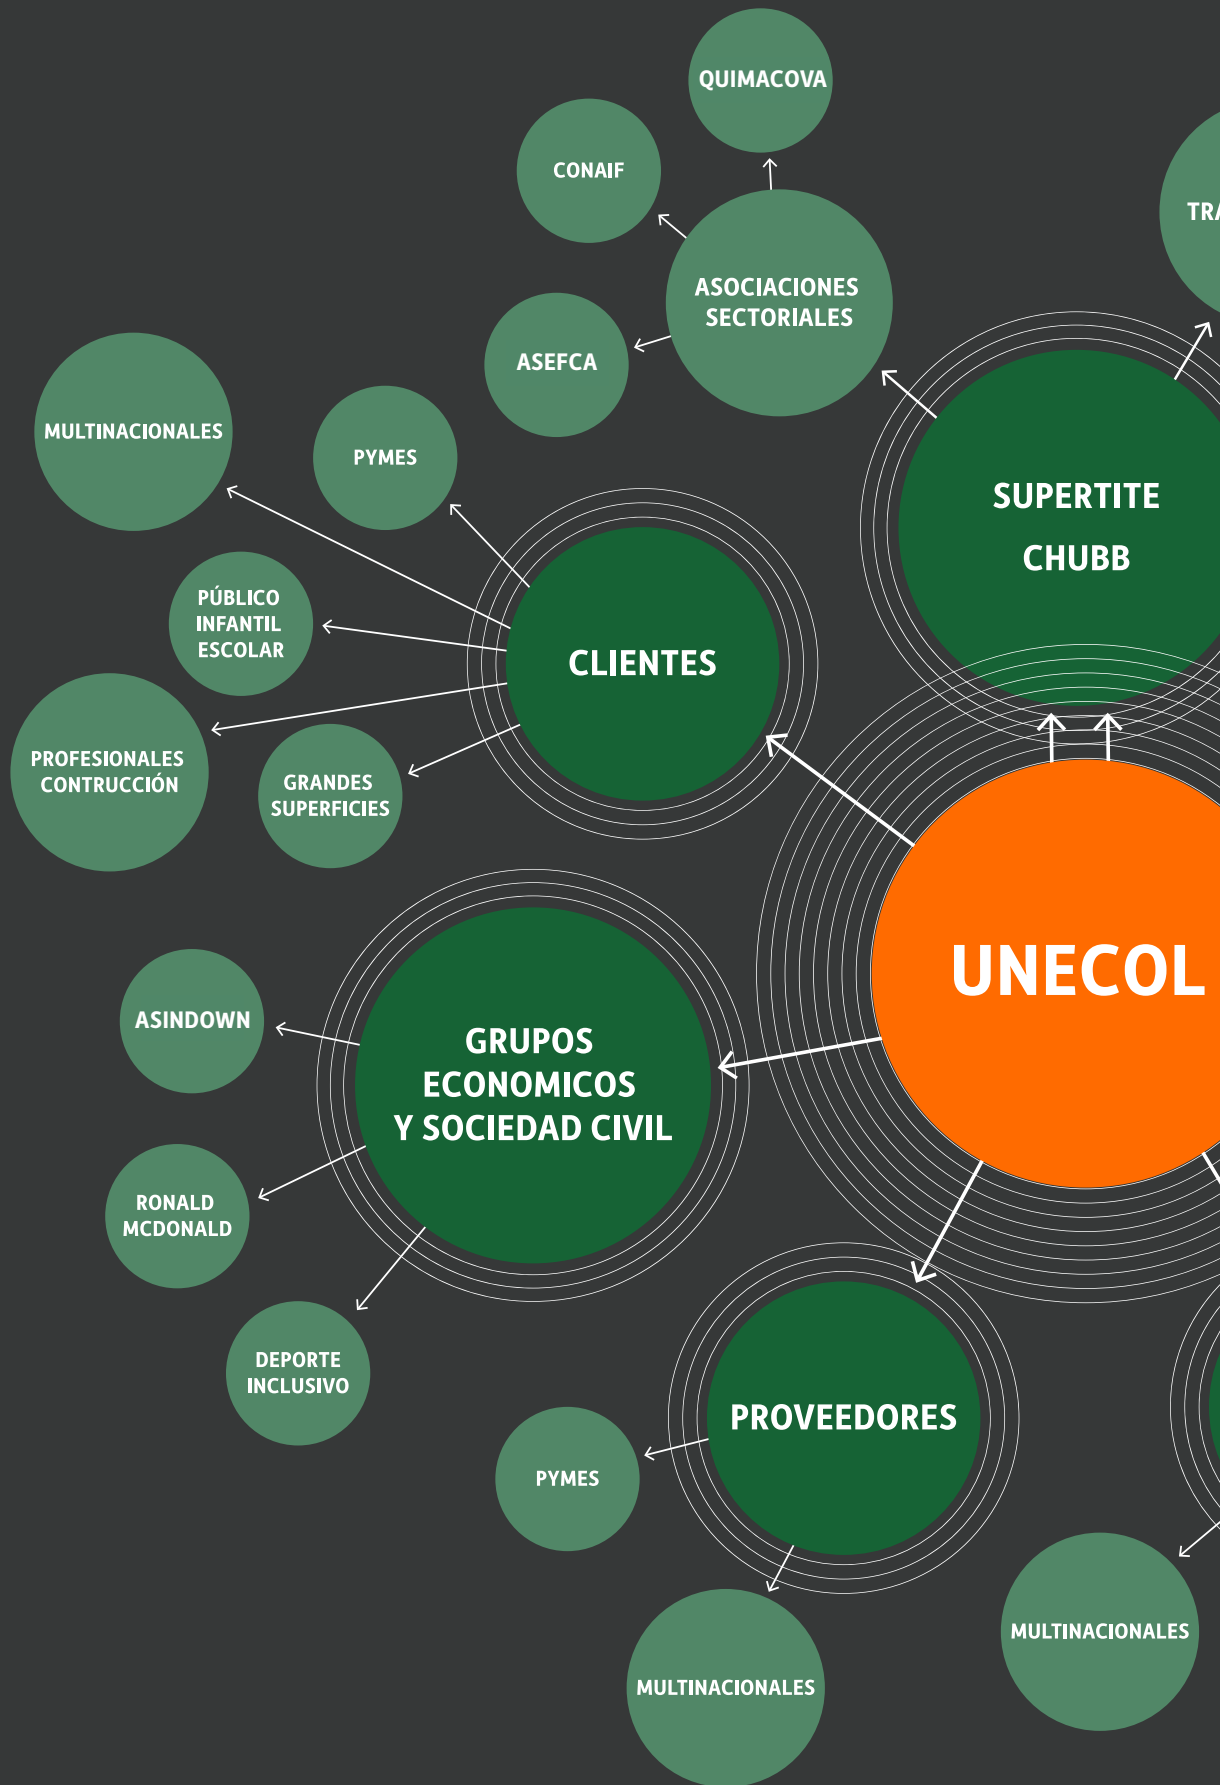 QUIMACOVA
CONAIF
TRA
ASOCIACIONES
SECTORIALES
ASEFCA
MULTINACIONALES
PYMES
SUPERTITE
CHUBB
PÚBLICO
INFANTIL
ESCOLAR
CLIENTES
PROFESIONALES
CONTRUCCIÓN
GRANDES
SUPERFICIES
UNECOL
ASINDOWN
GRUPOS
ECONOMICOS
Y SOCIEDAD CIVIL
RONALD
MCDONALD
DEPORTE
INCLUSIVO
PROVEEDORES
PYMES
MULTINACIONALES
MULTINACIONALES